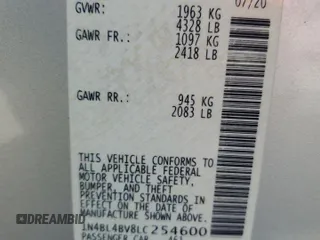 07/20
GVWR: 1963 KG
4328 LB
GAWR FR.: 1097 KG
2418 LB
GAWR RR.: 945 KG
2083 LB
THIS VEHICLE CONFORMS TO ALL
APPLICABLE U.S. FEDERAL
MOTOR VEHICLE SAFETY,
BUMPER, AND THEFT
PREVENTION STANDARDS IN
EFFECT ON THE DATE OF
MANUFACTURE SHOWN ABOVE.
1N4BL4BV8LC254600
PASSENGER CAR 461
DREAMBID